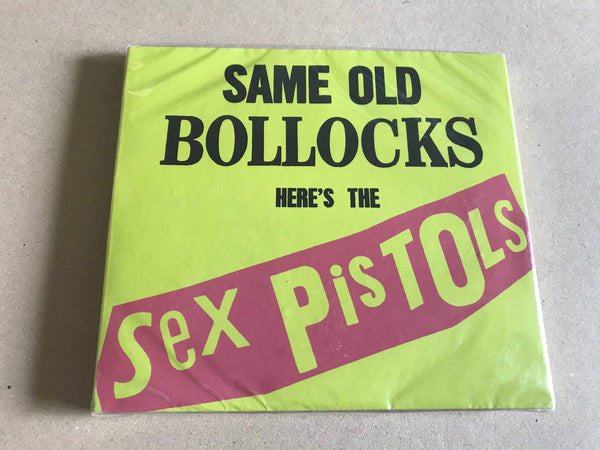 SAME OLD
BOLLOCKS
HERE'S THE
Sex PisTOLs